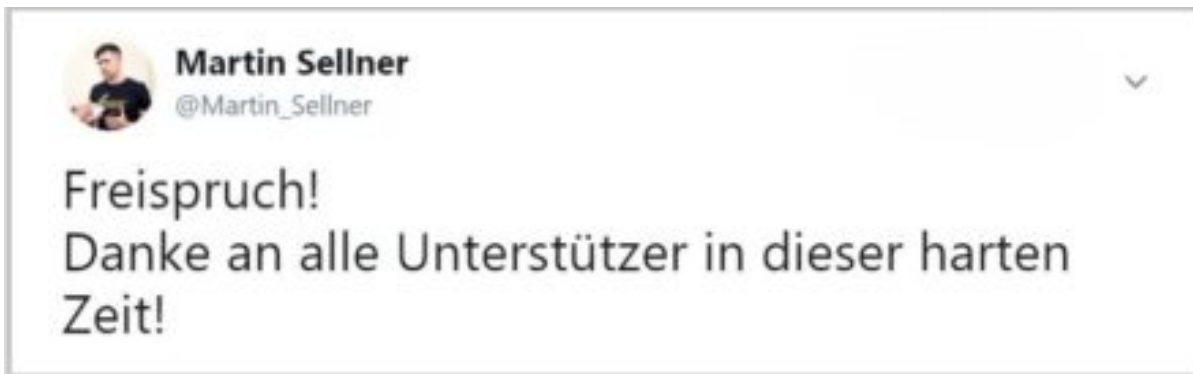 Martin Sellner
@Martin_Sellner
Freispruch!
Danke an alle Unterstützer in dieser harten
Zeit!